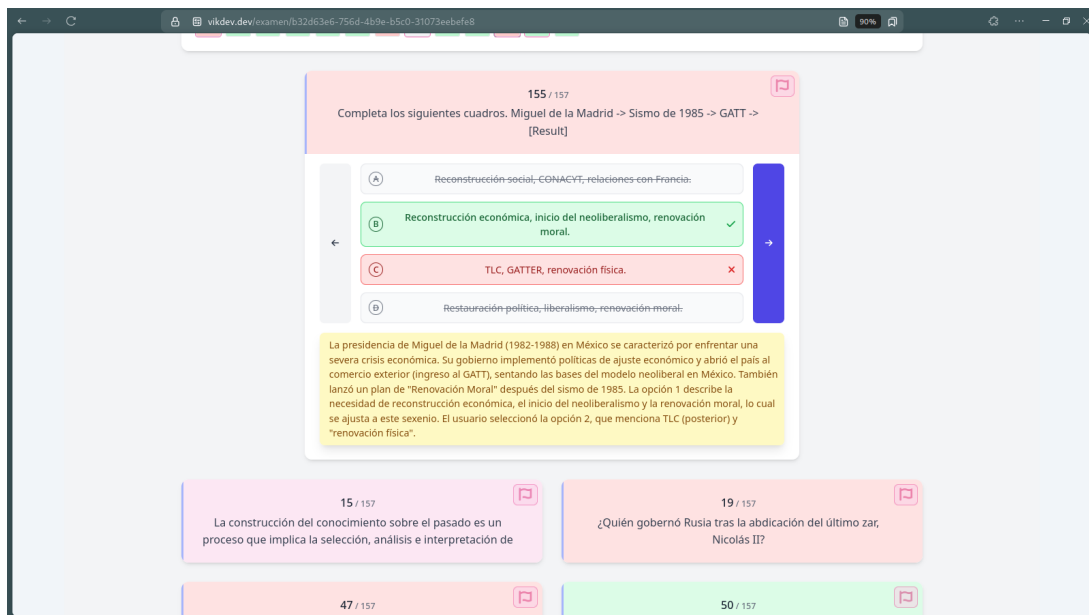 vikdev.dev/examen/b32d63e6-756d-4b9e-b5c0-31073eebefe8
90%
155 / 157
Completa los siguientes cuadros. Miguel de la Madrid -> Sismo de 1985 -> GATT ->
[Result]
A
Reconstrucción social, CONACYT, relaciones con Francia.
B
Reconstrucción económica, inicio del neoliberalismo, renovación
moral.
C
TLC, GATTER, renovación física.
D
Restauración política, liberalismo, renovación moral.
La presidencia de Miguel de la Madrid (1982-1988) en México se caracterizó por enfrentar una
severa crisis económica. Su gobierno implementó políticas de ajuste económico y abrió el país al
comercio exterior (ingreso al GATT), sentando las bases del modelo neoliberal en México. También
lanzó un plan de "Renovación Moral" después del sismo de 1985. La opción 1 describe la
necesidad de reconstrucción económica, el inicio del neoliberalismo y la renovación moral, lo cual
se ajusta a este sexenio. El usuario seleccionó la opción 2, que menciona TLC (posterior) y
"renovación física".
15 / 157
La construcción del conocimiento sobre el pasado es un
proceso que implica la selección, análisis e interpretación de
19 / 157
¿Quién gobernó Rusia tras la abdicación del último zar,
Nicolás II?
47 / 157
50 / 157